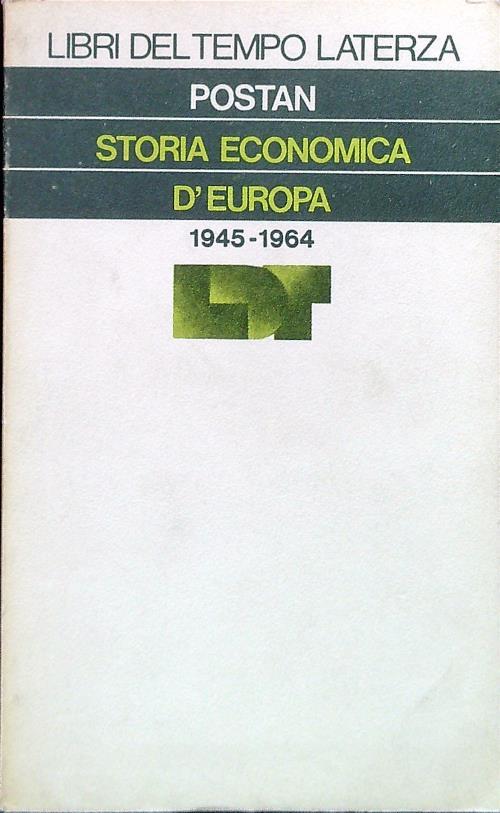 LIBRI DEL TEMPO LATERZA
POSTAN
STORIA ECONOMICA
D'EUROPA
1945-1964
LDT